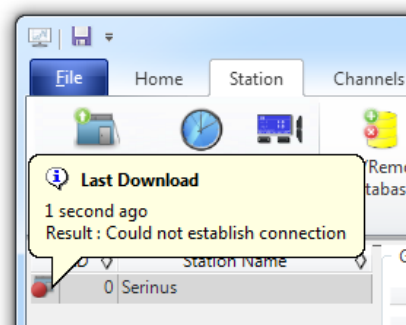 File Home Station Channels
Last Download
1 second ago
Result : Could not establish connection
Station Name
0 Serinus